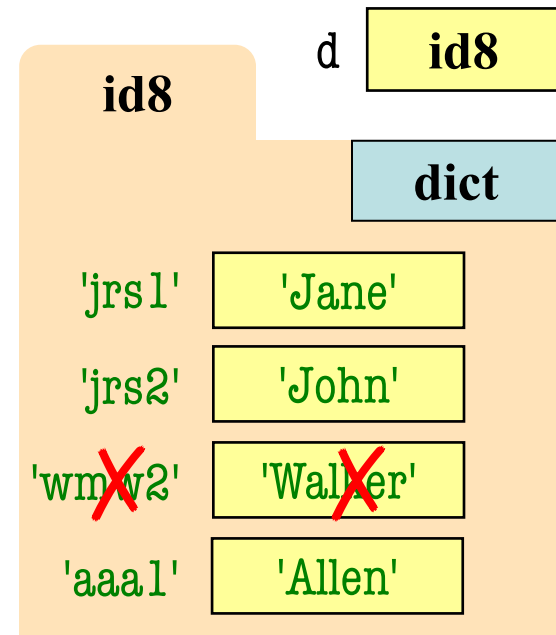 d id8
id8
dict
'jrs1' 'Jane'
'jrs2' 'John'
'wmw2' 'Walker'
'aaa1' 'Allen'